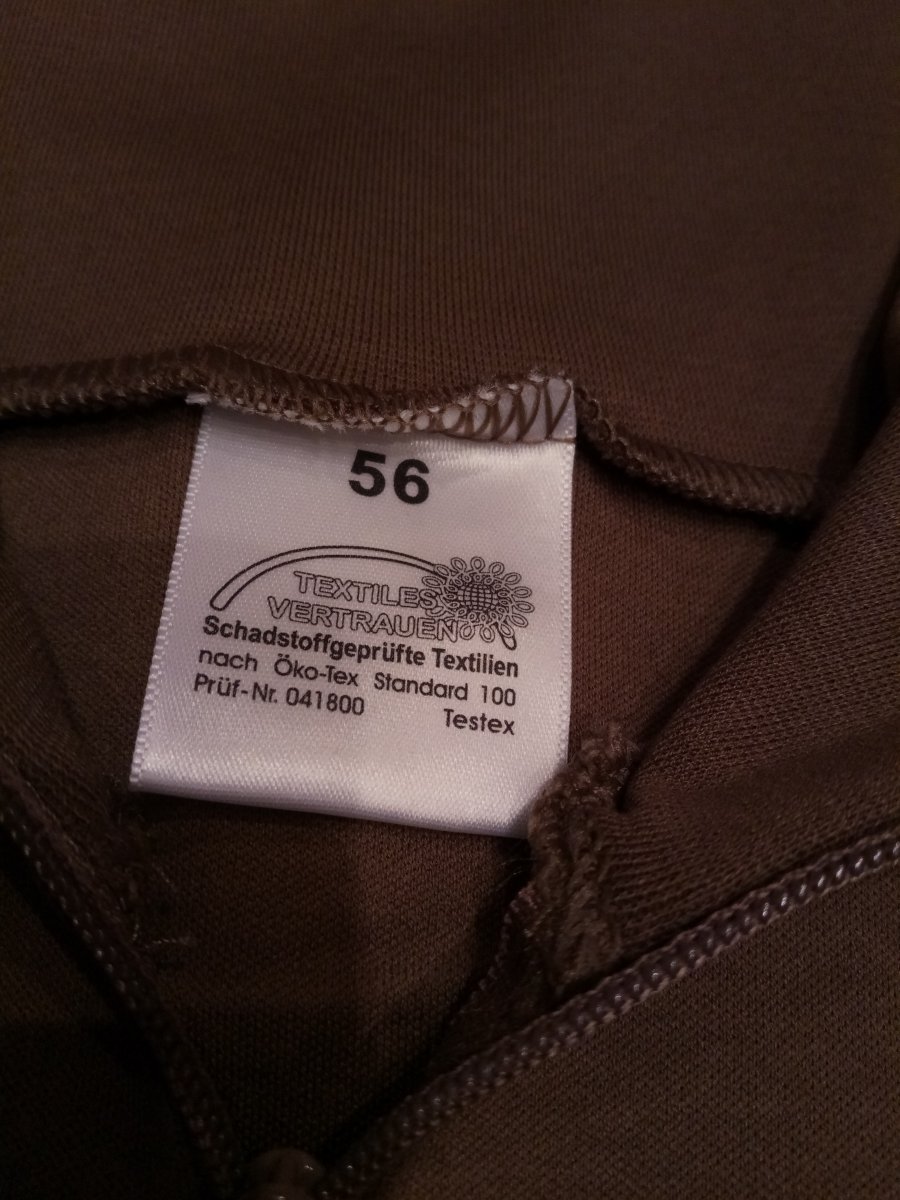 56
TEXTILES
VERTRAUEN
Schadstoffgeprüfte Textilien
nach Öko-Tex Standard 100
Prüf-Nr. 041800
Testex